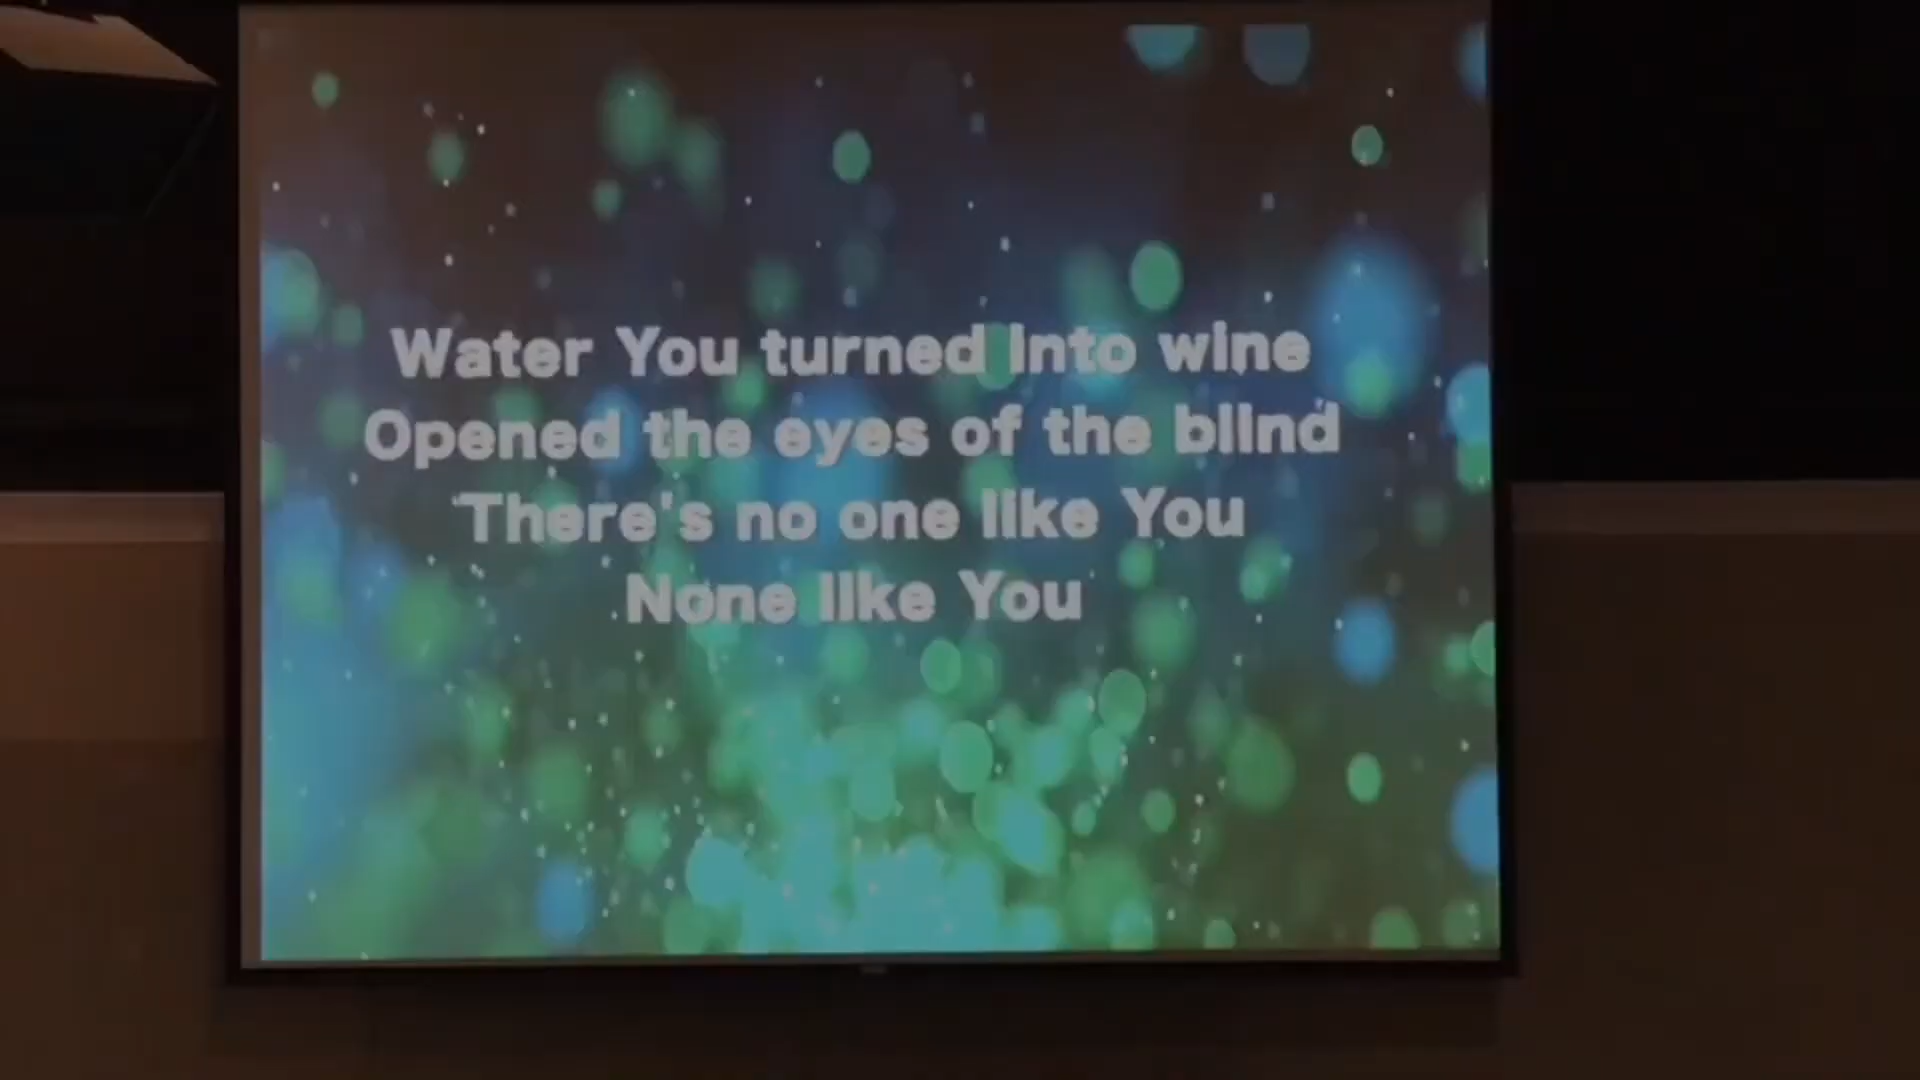 Water You turned Into wine
Opened the eyes of the blind
There's no one like You
None like You